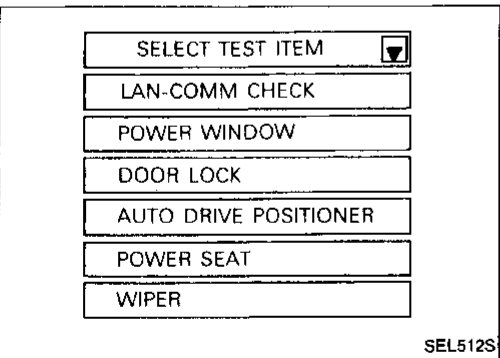 SELECT TEST ITEM
LAN-COMM CHECK
POWER WINDOW
DOOR LOCK
AUTO DRIVE POSITIONER
POWER SEAT
WIPER
SEL512S